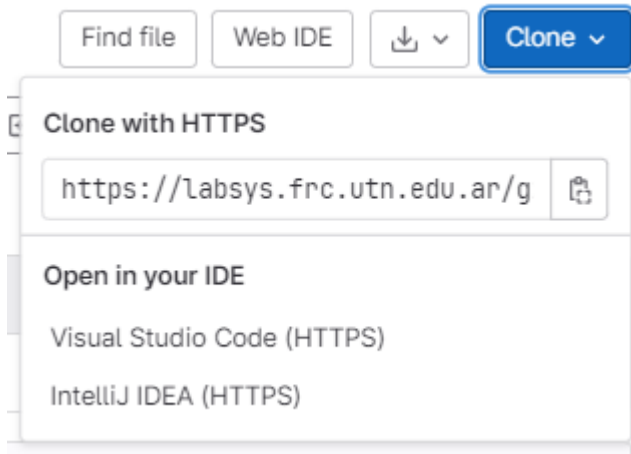 Find file
Web IDE
Clone
Clone with HTTPS
https://labsys.frc.utn.edu.ar/g
Open in your IDE
Visual Studio Code (HTTPS)
IntelliJ IDEA (HTTPS)